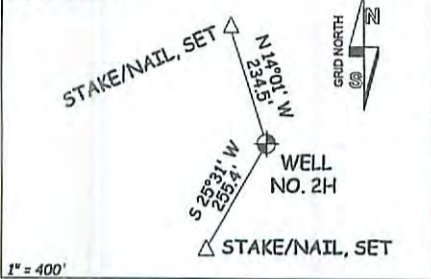 STAKE/NAIL, SET
N 14°01' W
234.5'
GRID NORTH
N
S
S 25°31' W
255.4'
WELL
NO. 2H
STAKE/NAIL, SET
1" = 400'